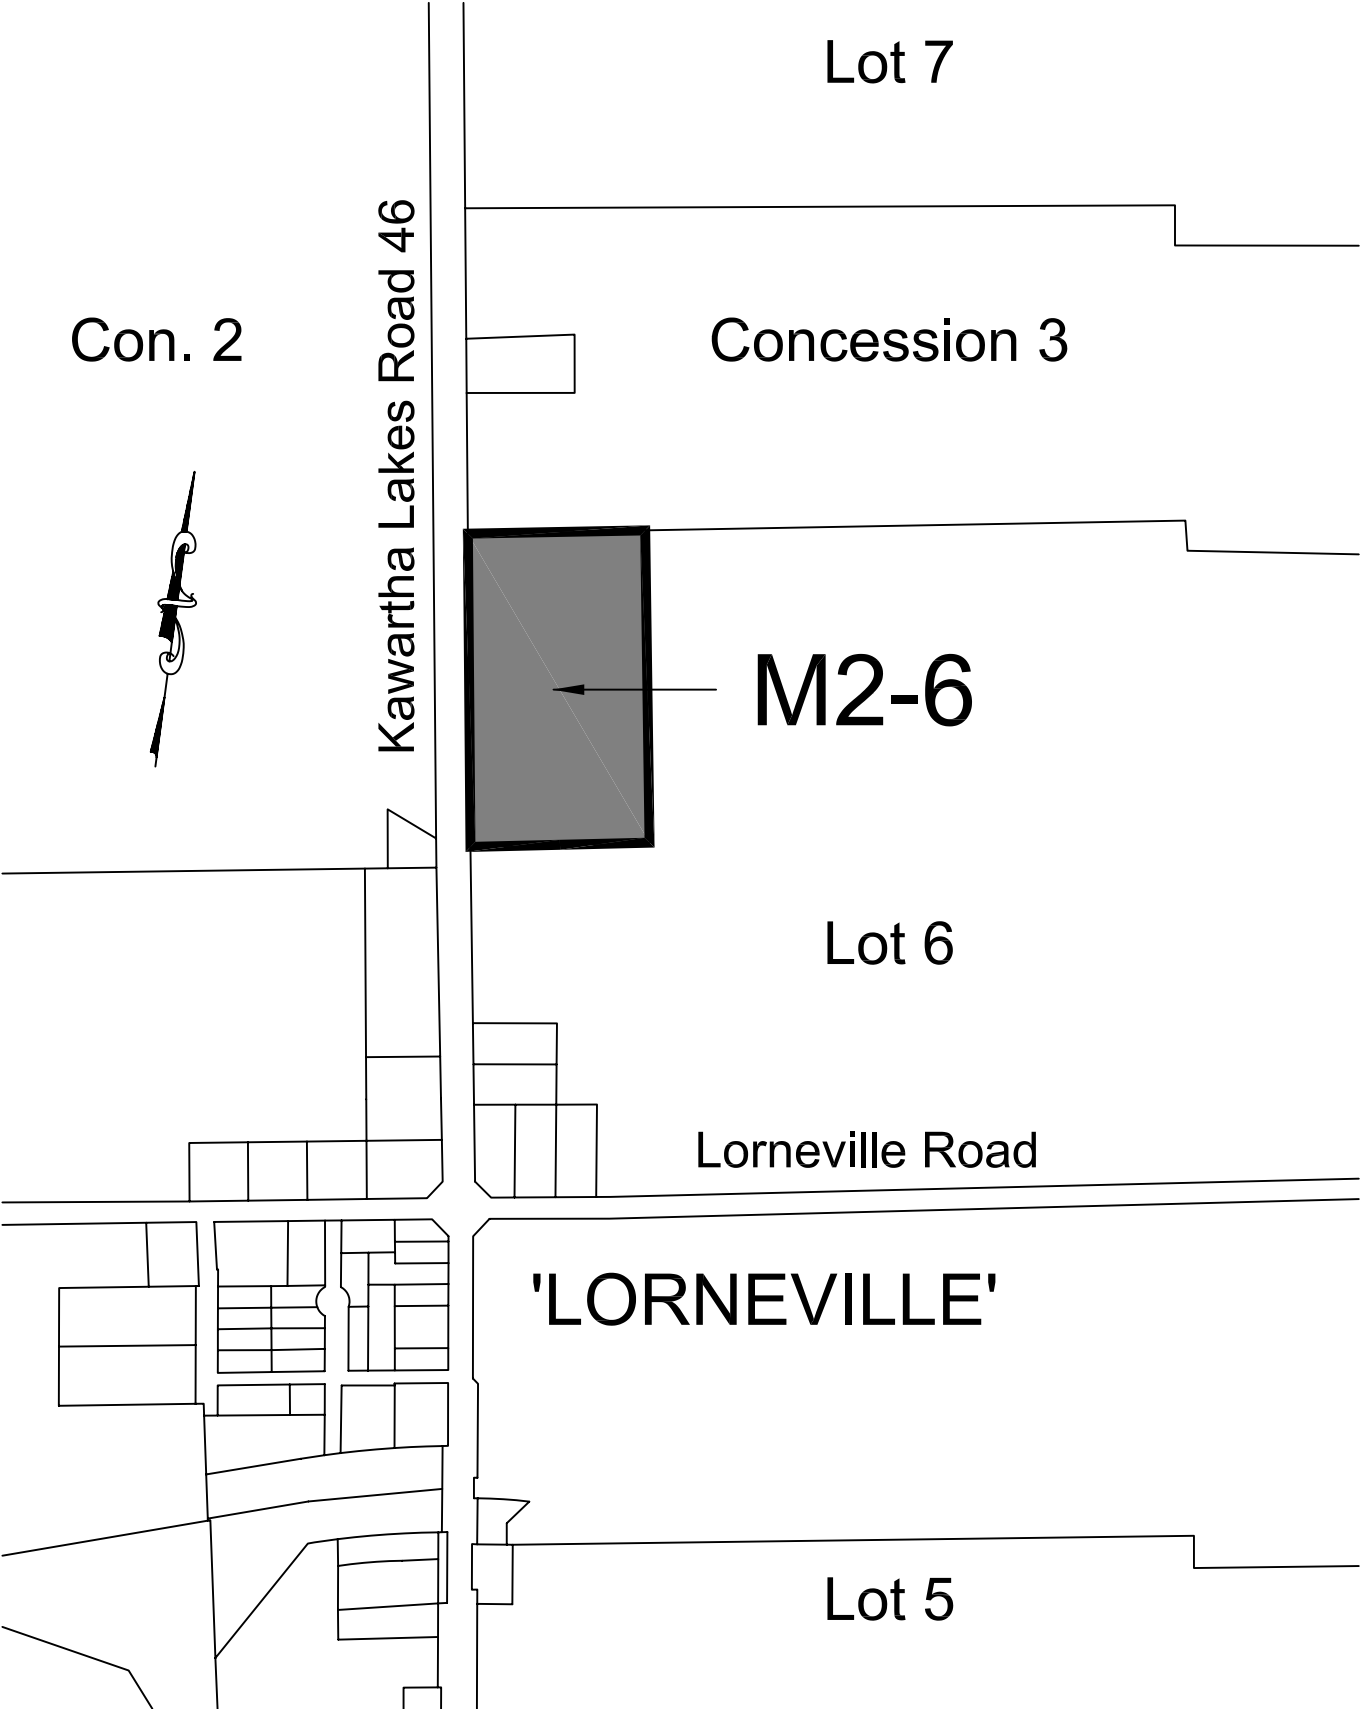 Lot 7
Kawartha Lakes Road 46
Con. 2
Concession 3
M2-6
Lot 6
Lorneville Road
'LORNEVILLE'
Lot 5